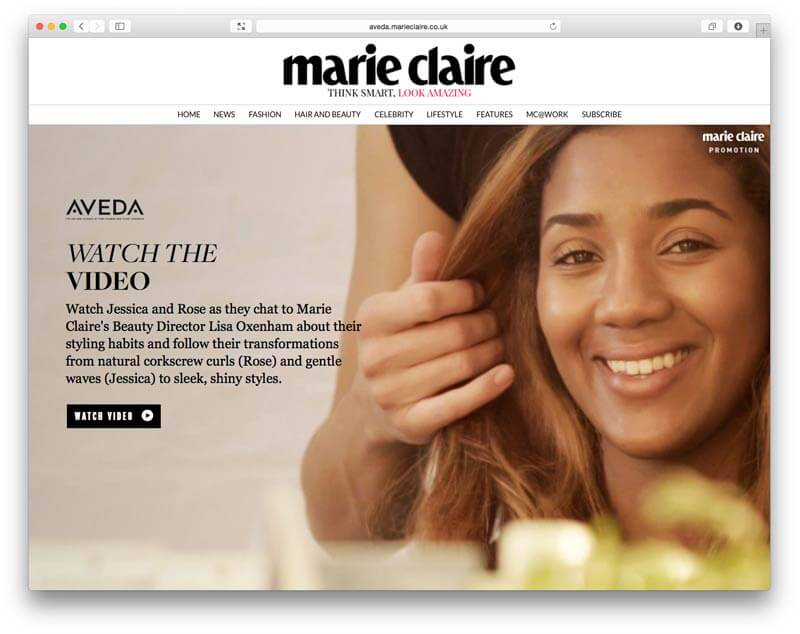 aveda.marieclaire.co.uk
marie claire
THINK SMART, LOOK AMAZING
HOME NEWS FASHION HAIR AND BEAUTY CELEBRITY LIFESTYLE FEATURES MC@WORK SUBSCRIBE
marie claire
PROMOTION
AVEDA
WATCH THE
VIDEO
Watch Jessica and Rose as they chat to Marie
Claire's Beauty Director Lisa Oxenham about their
styling habits and follow their transformations
from natural corkscrew curls (Rose) and gentle
waves (Jessica) to sleek, shiny styles.
WATCH VIDEO